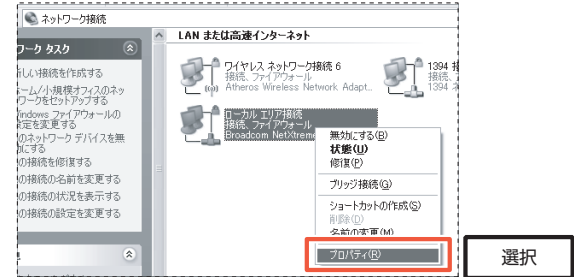 ネットワーク接続
ワーク タスク
LAN または高速インターネット
しい接続を作成する
ーム/小規模オフィスのネッ
ワークをセットアップする
indows ファイアウォールの
定を変更する
のネットワーク デバイスを無
にする
の接続を修復する
の接続の名前を変更する
の接続の状況を表示する
の接続の設定を変更する
ワイヤレス ネットワーク接続 6
接続、ファイアウォール
Atheros Wireless Network Adapt..
1394 接
接続、
1394
ローカル エリア接続
接続、ファイアウォール
Broadcom NetXtreme
無効にする(B)
状態(U)
修復(P)
ブリッジ接続(G)
ショートカットの作成(S)
削除(D)
名前の変更(M)
プロパティ(R)
選択